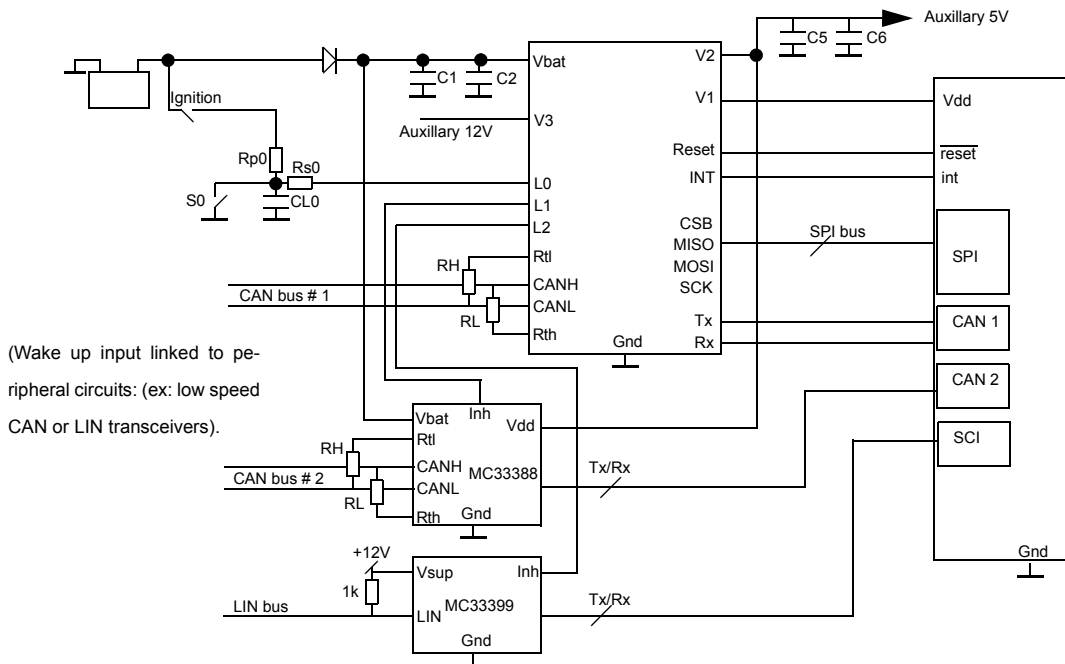 Auxillary 5V
C5
C6
V2
Vbat
C1
C2
Ignition
V1
Vdd
V3
Auxillary 12V
Reset
reset
Rp0
Rs0
INT
int
L0
S0
CL0
L1
L2
CSB
SPI bus
MISO
SPI
MOSI
SCK
Rtl
RH
CANH
CAN bus # 1
CANL
RL
Rth
Tx
CAN 1
Rx
Gnd
(Wake up input linked to pe-
ripheral circuits: (ex: low speed
CAN or LIN transceivers).
CAN 2
Inh
Vbat
Vdd
Rtl
SCI
RH
CANH
MC33388
Tx/Rx
CAN bus # 2
CANL
RL
Rth
Gnd
+12V
Vsup
Inh
Gnd
1k
LIN bus
LIN
MC33399
Tx/Rx
Gnd